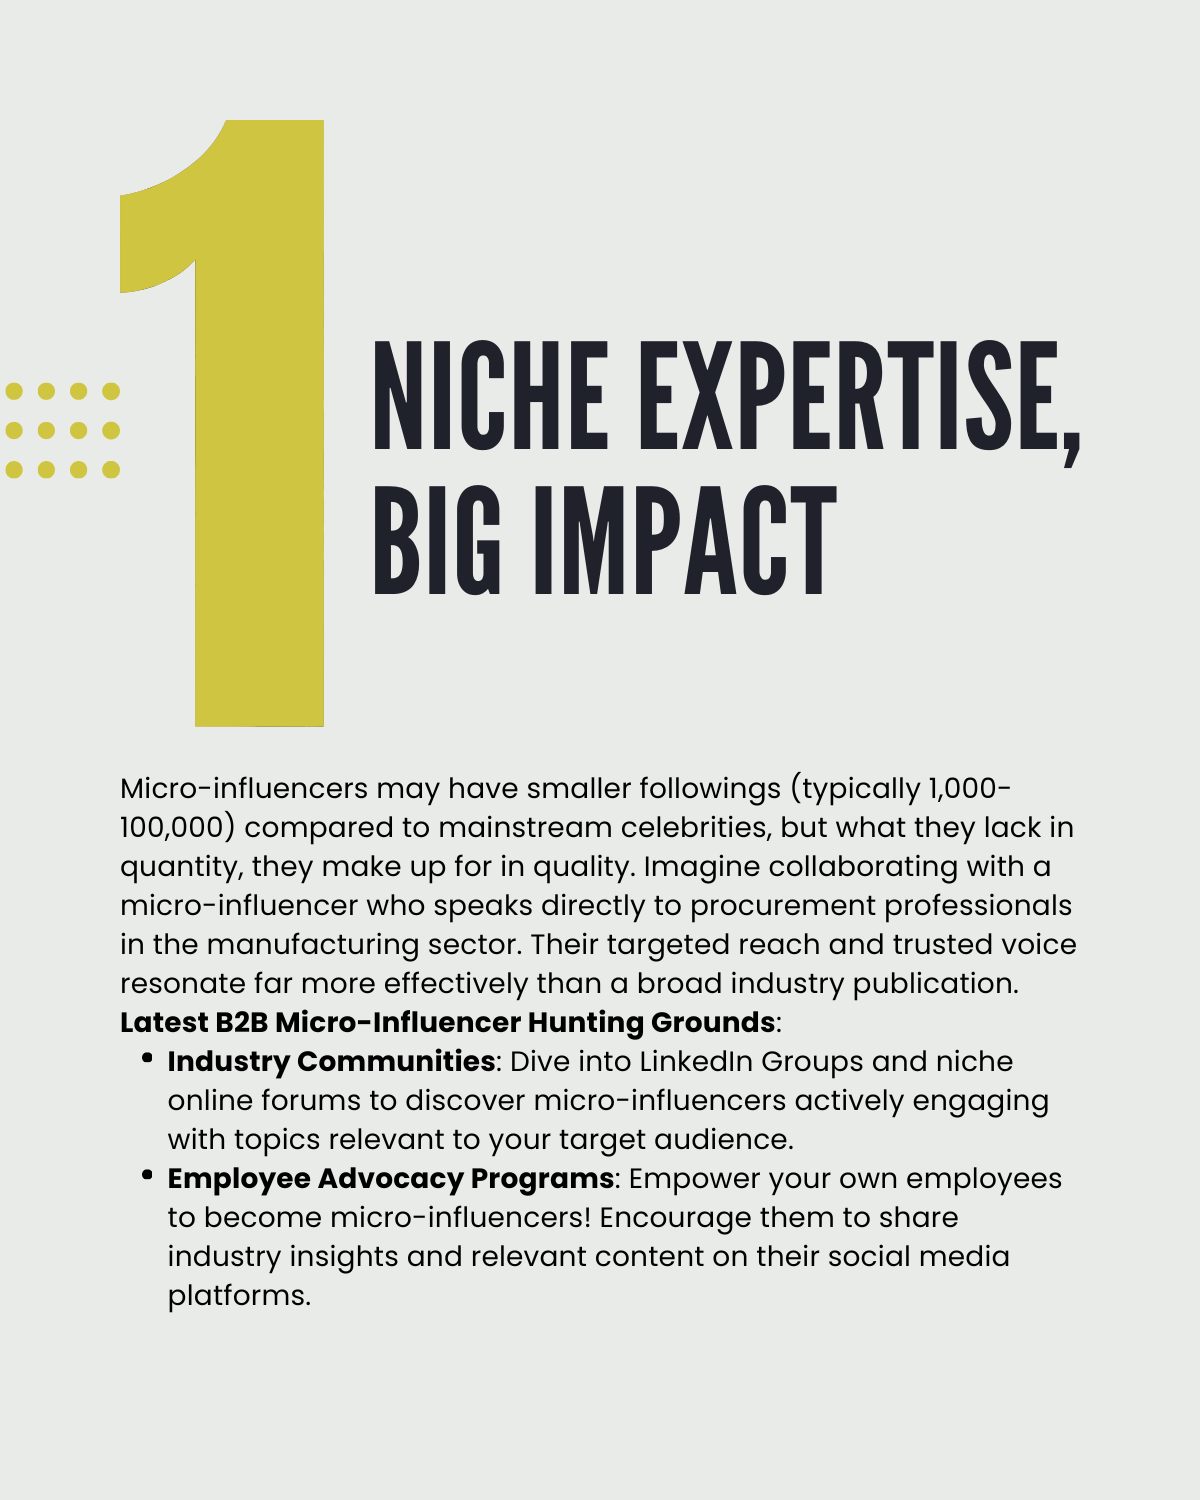 1
NICHE EXPERTISE,
BIG IMPACT
Micro-influencers may have smaller followings (typically 1,000-
100,000) compared to mainstream celebrities, but what they lack in
quantity, they make up for in quality. Imagine collaborating with a
micro-influencer who speaks directly to procurement professionals
in the manufacturing sector. Their targeted reach and trusted voice
resonate far more effectively than a broad industry publication.
Latest B2B Micro-Influencer Hunting Grounds:
• Industry Communities: Dive into LinkedIn Groups and niche
online forums to discover micro-influencers actively engaging
with topics relevant to your target audience.
• Employee Advocacy Programs: Empower your own employees
to become micro-influencers! Encourage them to share
industry insights and relevant content on their social media
platforms.